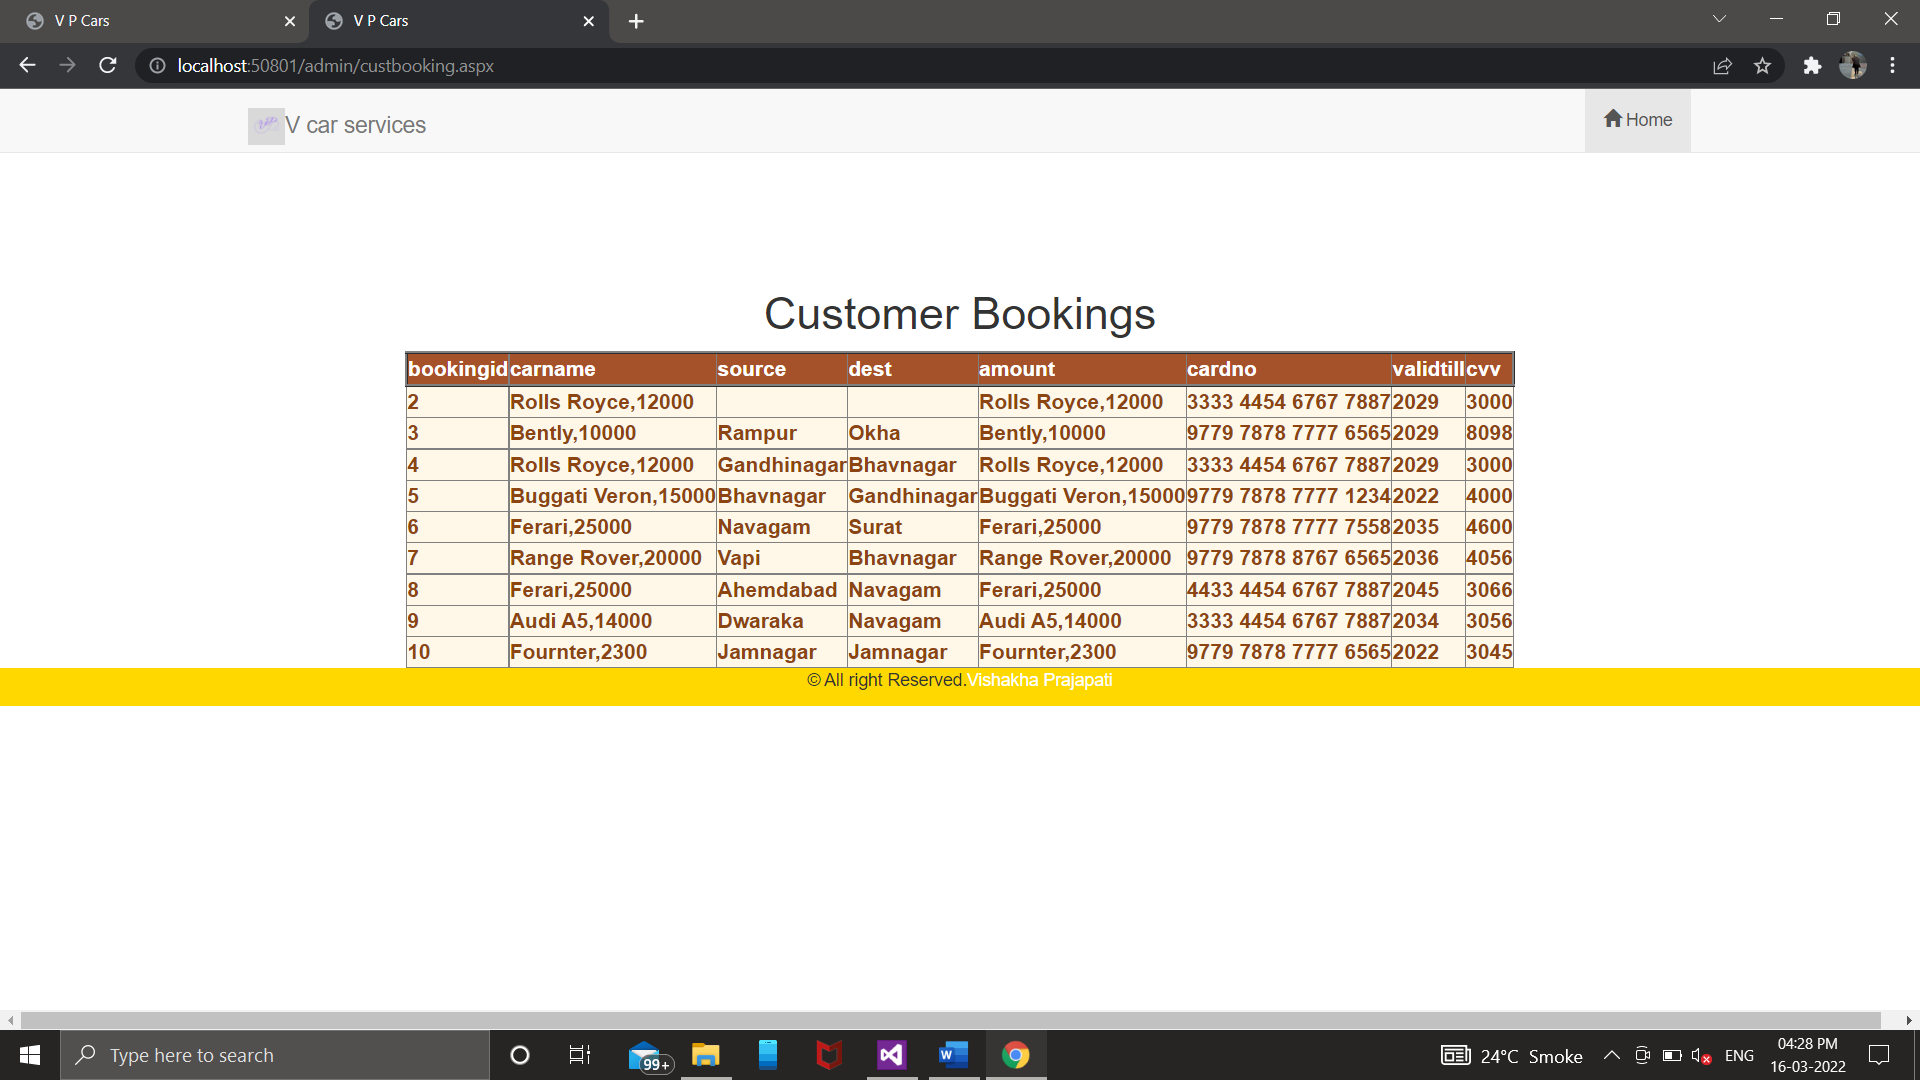 V P Cars
V P Cars
localhost:50801/admin/custbooking.aspx
V car services
Home
Customer Bookings
bookingid carname source dest amount cardno validtill cvv
2 Rolls Royce,12000 Rolls Royce,12000 3333 4454 6767 7887 2029 3000
3 Bently,10000 Rampur Okha Bently,10000 9779 7878 7777 6565 2029 8098
4 Rolls Royce,12000 Gandhinagar Bhavnagar Rolls Royce,12000 3333 4454 6767 7887 2029 3000
5 Buggati Veron,15000 Bhavnagar Gandhinagar Buggati Veron,15000 9779 7878 7777 1234 2022 4000
6 Ferari,25000 Navagam Surat Ferari,25000 9779 7878 7777 7558 2035 4600
7 Range Rover,20000 Vapi Bhavnagar Range Rover,20000 9779 7878 8767 6565 2036 4056
8 Ferari,25000 Ahemdabad Navagam Ferari,25000 4433 4454 6767 7887 2045 3066
9 Audi A5,14000 Dwaraka Navagam Audi A5,14000 3333 4454 6767 7887 2034 3056
10 Fournter,2300 Jamnagar Jamnagar Fournter,2300 9779 7878 7777 6565 2022 3045
© All right Reserved.Vishakha Prajapati
Type here to search
99+
24°C Smoke
ENG
04:28 PM
16-03-2022